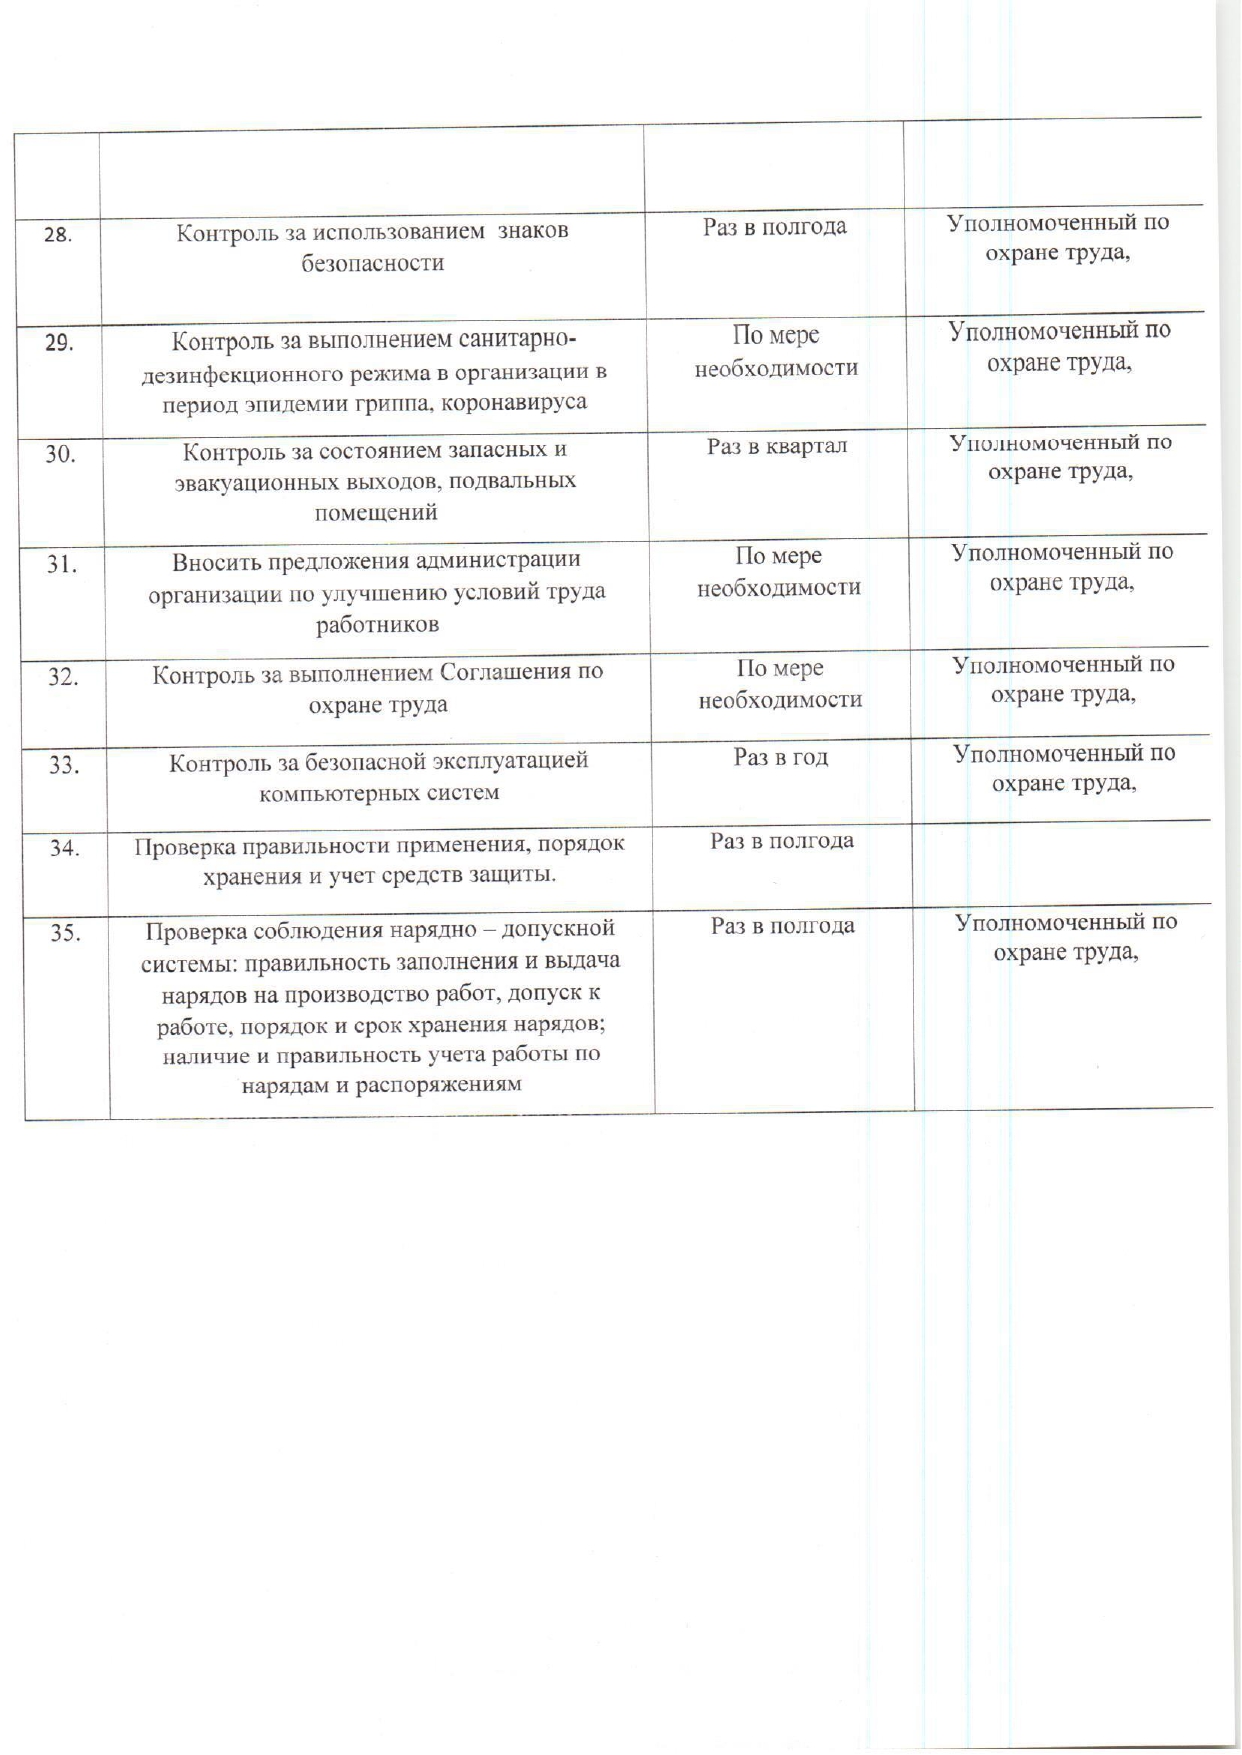 28.
Контроль за использованием знаков
безопасности
Раз в полгода
Уполномоченный по
охране труда,
29.
Контроль за выполнением санитарно-
дезинфекционного режима в организации в
период эпидемии гриппа, коронавируса
По мере
необходимости
Уполномоченный по
охране труда,
30.
Контроль за состоянием запасных и
эвакуационных выходов, подвальных
помещений
Раз в квартал
Уполномоченный по
охране труда,
31.
Вносить предложения администрации
организации по улучшению условий труда
работников
По мере
необходимости
Уполномоченный по
охране труда,
32.
Контроль за выполнением Соглашения по
охране труда
По мере
необходимости
Уполномоченный по
охране труда,
33.
Контроль за безопасной эксплуатацией
компьютерных систем
Раз в год
Уполномоченный по
охране труда,
34.
Проверка правильности применения, порядок
хранения и учет средств защиты.
Раз в полгода
35.
Проверка соблюдения нарядно – допускной
системы: правильность заполнения и выдача
нарядов на производство работ, допуск к
работе, порядок и срок хранения нарядов;
наличие и правильность учета работы по
нарядам и распоряжениям
Раз в полгода
Уполномоченный по
охране труда,